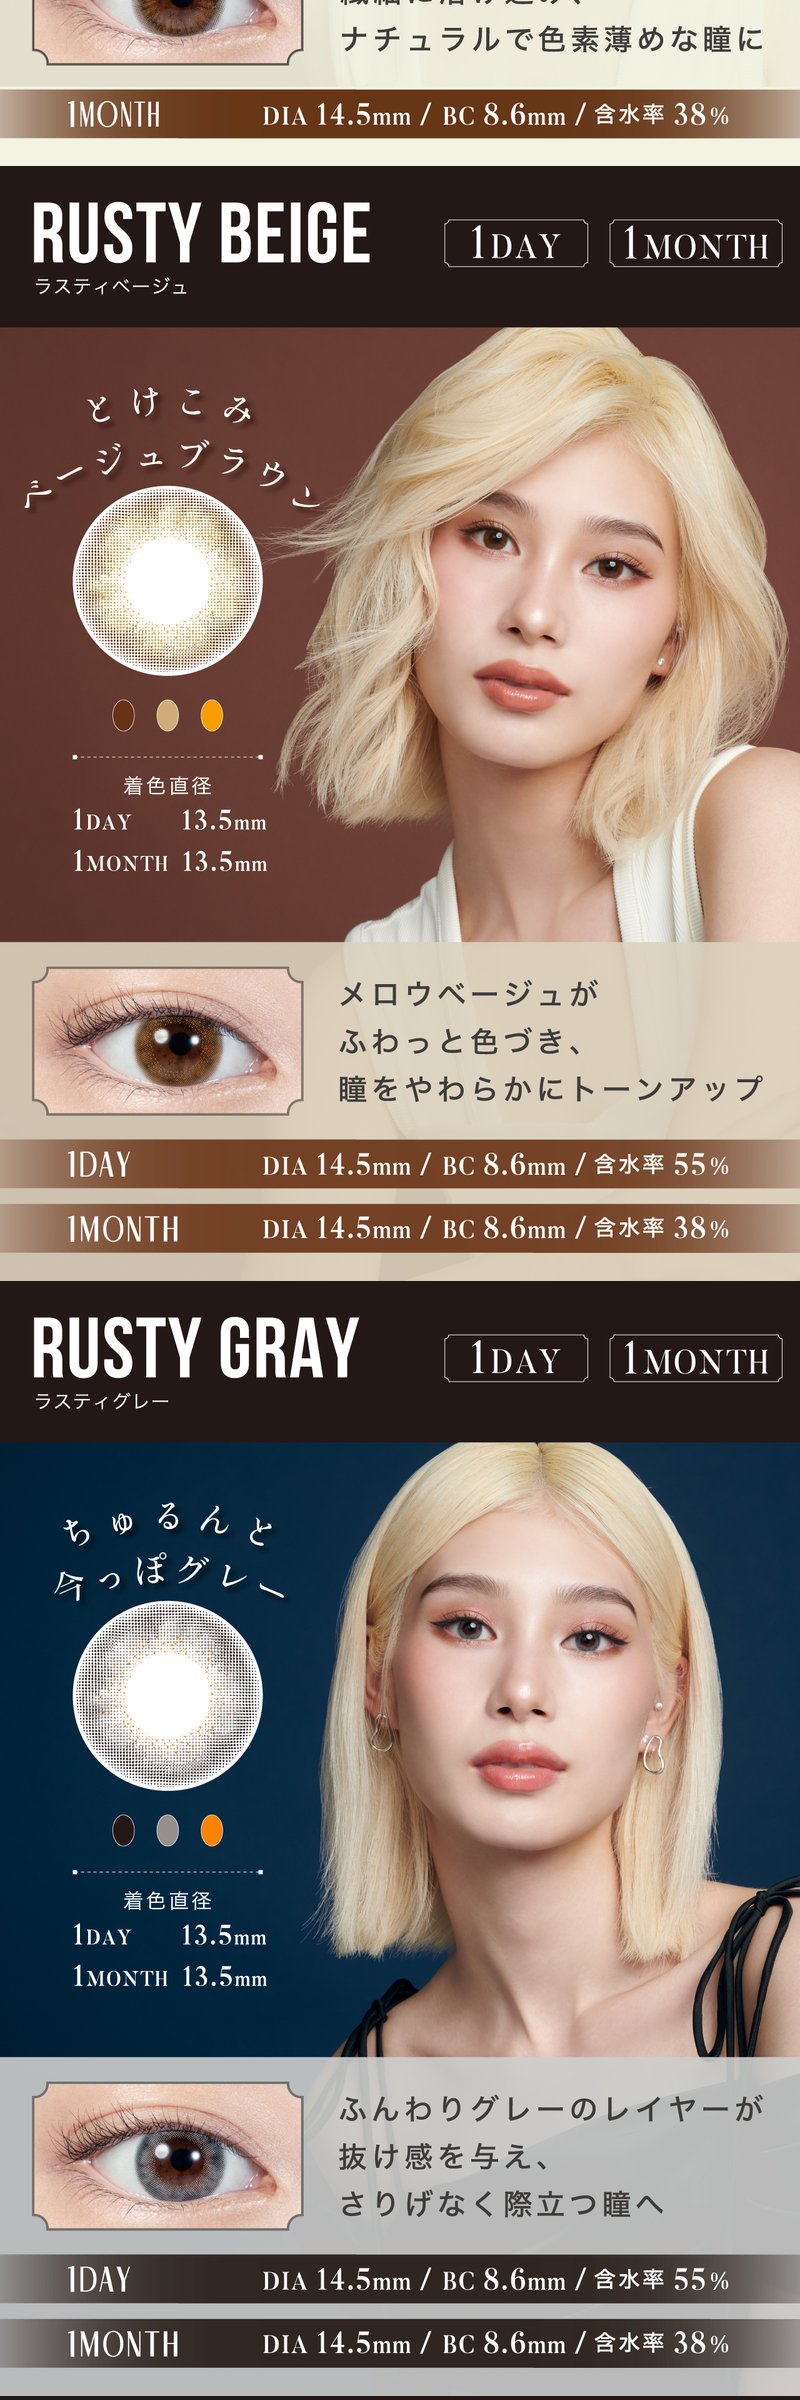 ナチュラルで色素薄めな瞳に
1MONTH DIA 14.5mm / BC 8.6mm / 含水率 38%
RUSTY BEIGE
ラスティベージュ
1DAY 1MONTH
とけこみ
ベージュブラウン
着色直径
1DAY 13.5mm
1MONTH 13.5mm
メロウベージュが
ふわっと色づき、
瞳をやわらかにトーンアップ
1DAY DIA 14.5mm / BC 8.6mm / 含水率 55%
1MONTH DIA 14.5mm / BC 8.6mm / 含水率 38%
RUSTY GRAY
ラスティグレー
1DAY 1MONTH
ちゅるんと
今っぽグレー
着色直径
1DAY 13.5mm
1MONTH 13.5mm
ふんわりグレーのレイヤーが
抜け感を与え、
さりげなく際立つ瞳へ
1DAY DIA 14.5mm / BC 8.6mm / 含水率 55%
1MONTH DIA 14.5mm / BC 8.6mm / 含水率 38%